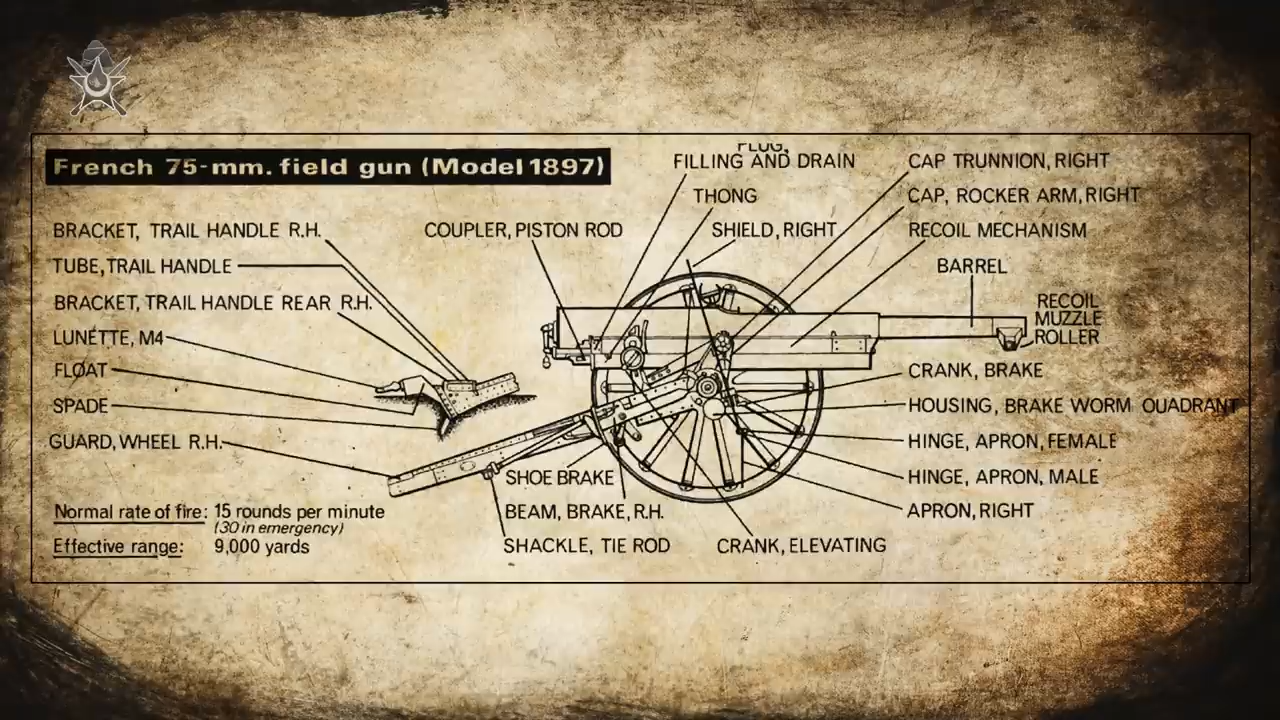 French 75-mm. field gun (Model 1897)
PLUG,
FILLING AND DRAIN
THONG
SHIELD, RIGHT
COUPLER, PISTON ROD
CAP TRUNNION, RIGHT
CAP, ROCKER ARM, RIGHT
RECOIL MECHANISM
BARREL
RECOIL
MUZZLE
ROLLER
BRACKET, TRAIL HANDLE R.H.
TUBE, TRAIL HANDLE
BRACKET, TRAIL HANDLE REAR R.H.
LUNÉTTE, M4
FLOAT
SPADE
GUARD, WHEEL R.H.
CRANK, BRAKE
HOUSING, BRAKE WORM QUADRANT
HINGE, APRON, FEMALE
HINGE, APRON, MALE
APRON, RIGHT
SHOE BRAKE
BEAM, BRAKE, R.H.
SHACKLE, TIE ROD
CRANK, ELEVATING
Normal rate of fire: 15 rounds per minute
(30 in emergency)
Effective range: 9,000 yards